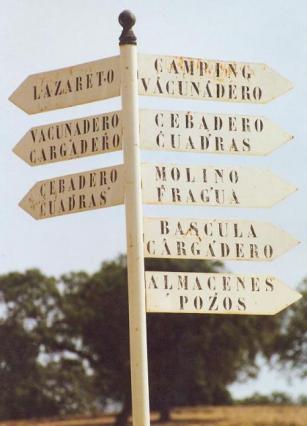 LAZARETO
VACUNADERO
CARGADERO
CEBADERO
CUADRAS
CAMPING
VACUNADERO
CEBADERO
CUADRAS
MOLINO
FRAGUA
BASCULA
CARGADERO
ALMACENES
POZOS